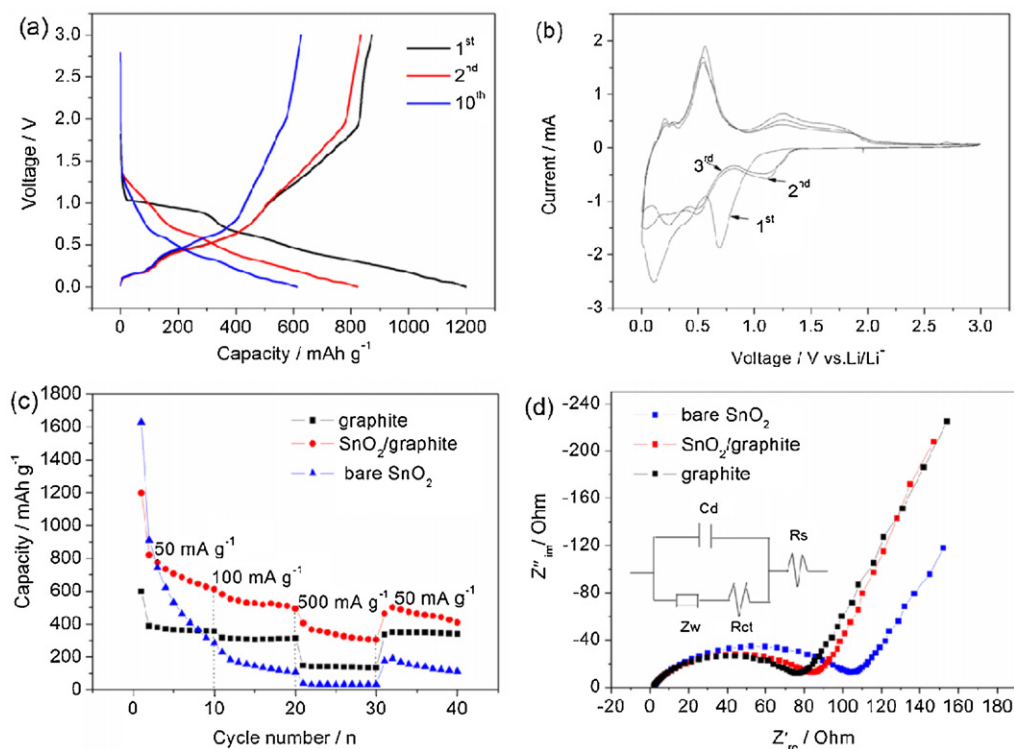 (a)
3.0
2.5
2.0
1.5
1.0
0.5
0.0
Voltage / V
1st
2nd
10th
0 200 400 600 800 1000 1200
Capacity / mAh g-1
(b)
2
1
0
-1
-2
-3
Current / mA
3rd
2nd
1st
0.0 0.5 1.0 1.5 2.0 2.5 3.0
Voltage / V vs.Li/Li-
(c)
1800
1600
1400
1200
1000
800
600
400
200
0
Capacity / mAh g-1
graphite
SnO2/graphite
bare SnO2
50 mA g-1
100 mA g-1
500 mA g-1
50 mA g-1
0 10 20 30 40
Cycle number / n
(d)
-240
-200
-160
-120
-80
-40
0
Z''im / Ohm
bare SnO2
SnO2/graphite
graphite
Cd
Rs
Zw
Rct
-20 0 20 40 60 80 100 120 140 160 180
Z're / Ohm